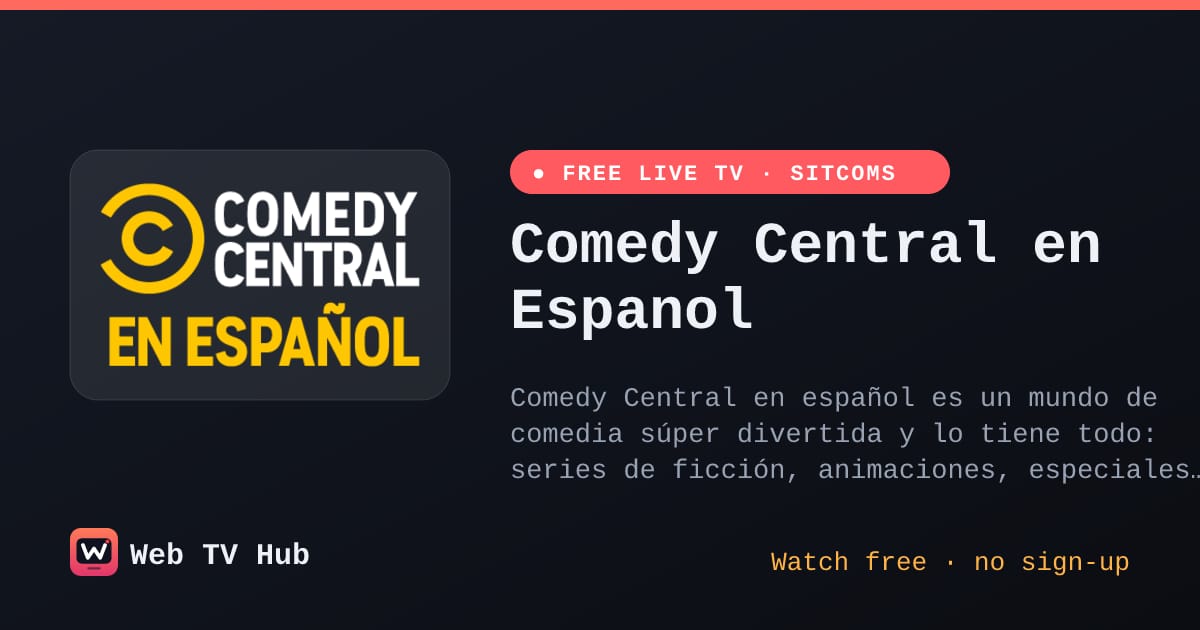 COMEDY
CENTRAL
EN ESPAÑOL
● FREE LIVE TV · SITCOMS
Comedy Central en
Espanol
Comedy Central en español es un mundo de
comedia súper divertida y lo tiene todo:
series de ficción, animaciones, especiales…
W Web TV Hub
Watch free · no sign-up